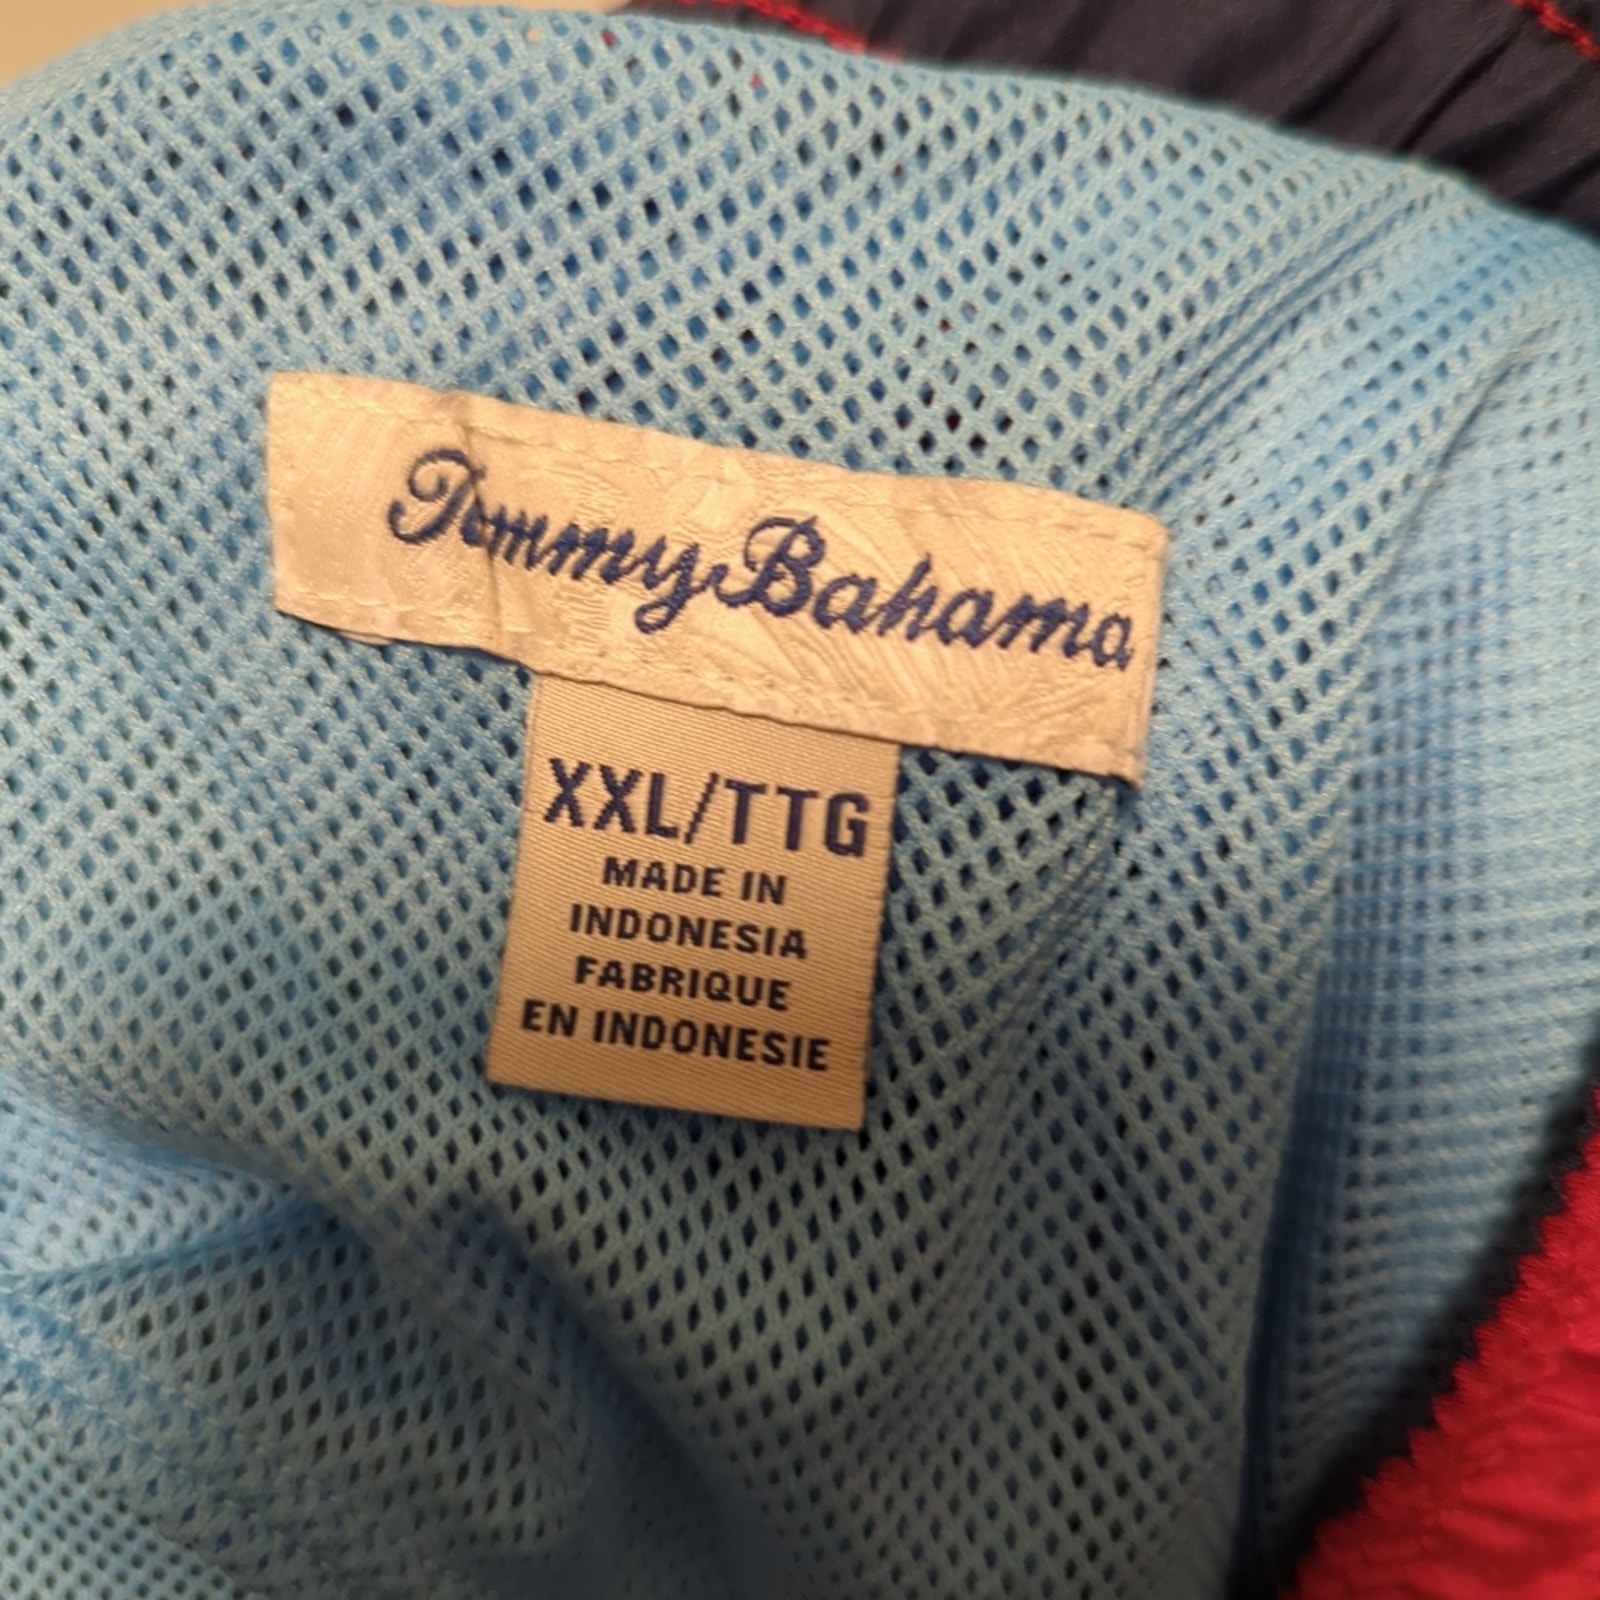 Tommy Bahama
XXL/TTG
MADE IN
INDONESIA
FABRIQUE
EN INDONESIE